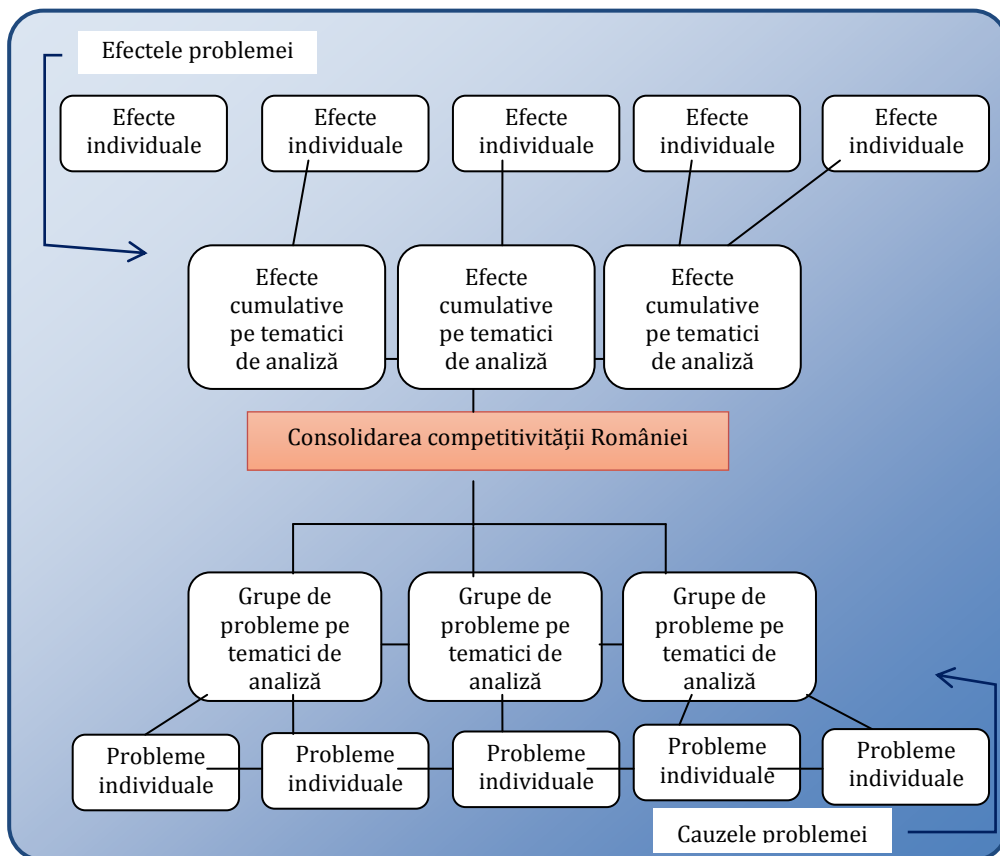 Efectele problemei
Efecte
individuale
Efecte
individuale
Efecte
individuale
Efecte
individuale
Efecte
individuale
Efecte
cumulative
pe tematici
de analiză
Efecte
cumulative
pe tematici
de analiză
Efecte
cumulative
pe tematici
de analiză
Consolidarea competitivității României
Grupe de
probleme pe
tematici de
analiză
Grupe de
probleme pe
tematici de
analiză
Grupe de
probleme pe
tematici de
analiză
Probleme
individuale
Probleme
individuale
Probleme
individuale
Probleme
individuale
Probleme
individuale
Cauzele problemei